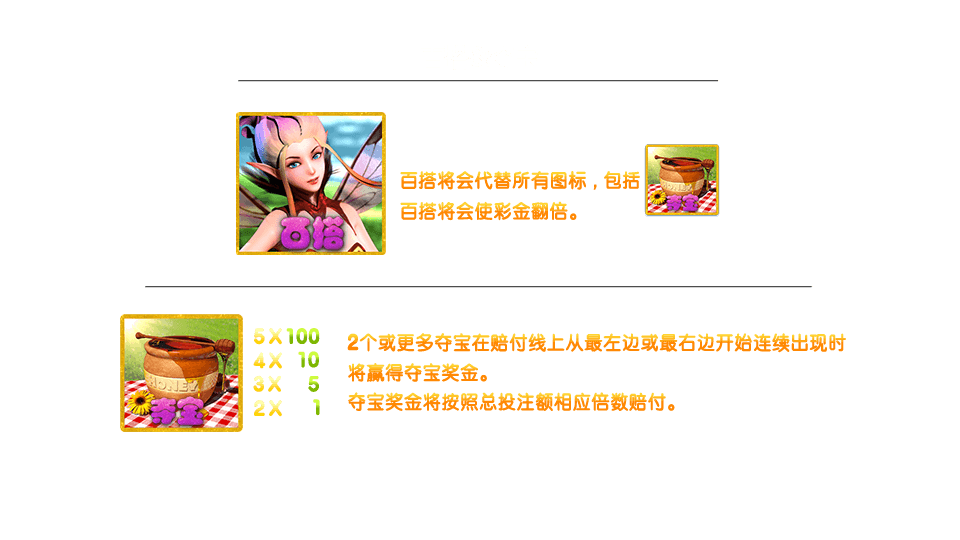 百搭将会代替所有图标，包括
百搭将会使彩金翻倍。
百搭
HONEY
夺宝
5X100
4X 10
3X 5
2X 1
2个或更多夺宝在赔付线上从最左边或最右边开始连续出现时
将赢得夺宝奖金。
夺宝奖金将按照总投注额相应倍数赔付。
HONEY
夺宝